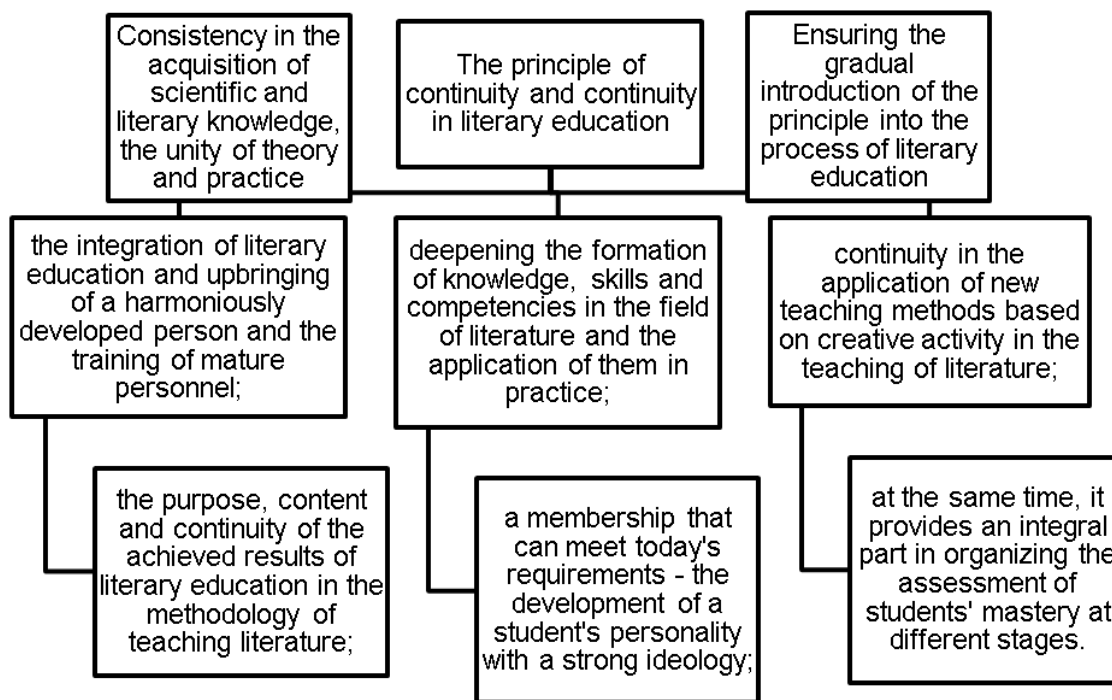 Consistency in the
acquisition of
scientific and
literary knowledge,
the unity of theory
and practice
The principle of
continuity and continuity
in literary education
Ensuring the
gradual
introduction of the
principle into the
process of literary
education
the integration of literary
education and upbringing
of a harmoniously
developed person and the
training of mature
personnel;
deepening the formation
of knowledge, skills and
competencies in the field
of literature and the
application of them in
practice;
continuity in the
application of new
teaching methods based
on creative activity in the
teaching of literature;
the purpose, content
and continuity of the
achieved results of
literary education in the
methodology of
teaching literature;
a membership that
can meet today's
requirements - the
development of a
student's personality
with a strong ideology;
at the same time, it
provides an integral
part in organizing the
assessment of
students' mastery at
different stages.